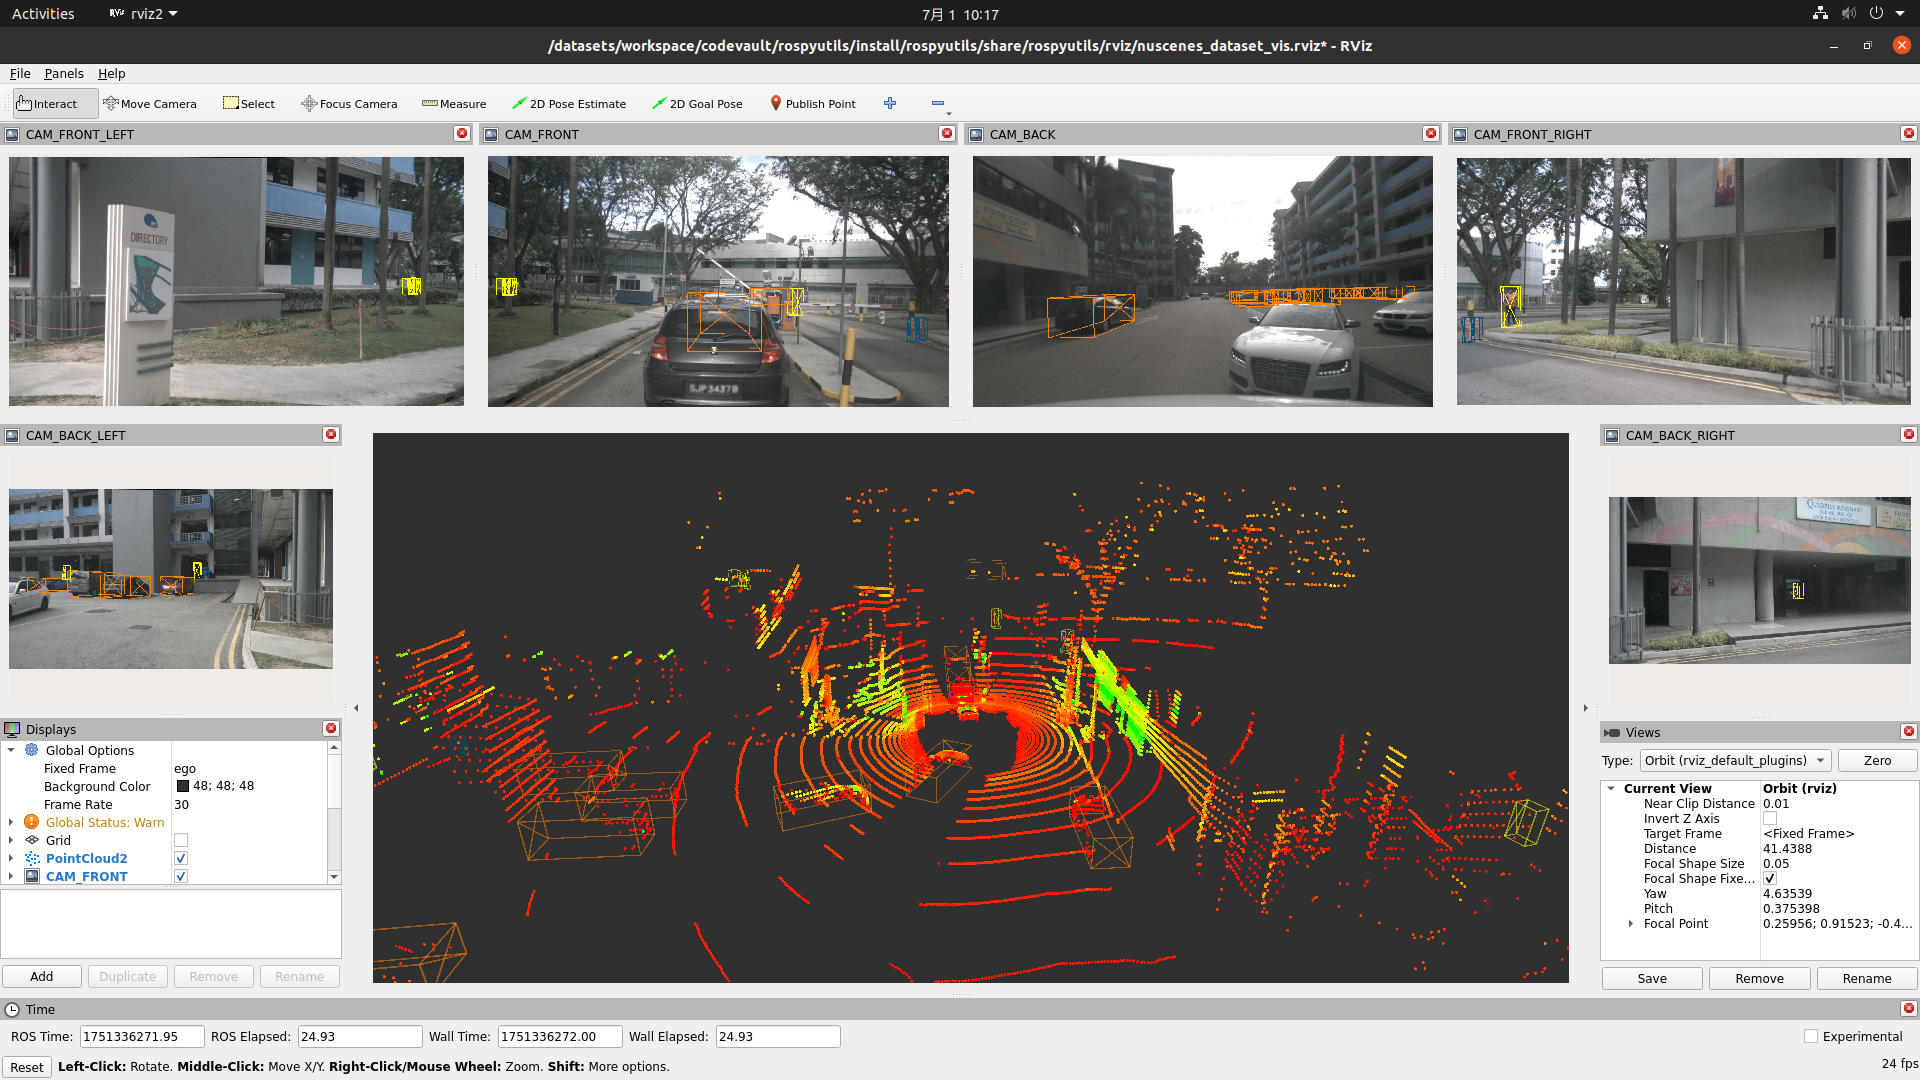 Activities
rviz2
7月 1 10:17
/datasets/workspace/codevault/rospyutils/install/rospyutils/share/rospyutils/rviz/nuscenes_dataset_vis.rviz* - RViz
File Panels Help
Interact Move Camera Select Focus Camera Measure 2D Pose Estimate 2D Goal Pose Publish Point
CAM_FRONT_LEFT
CAM_FRONT
CAM_BACK
CAM_FRONT_RIGHT
DIRECTORY
SJP3437B
CAM_BACK_LEFT
CAM_BACK_RIGHT
Displays
Global Options
Fixed Frame ego
Background Color 48; 48; 48
Frame Rate 30
Global Status: Warn
Grid
PointCloud2
CAM_FRONT
Add Duplicate Remove Rename
Views
Type: Orbit (rviz_default_plugins) Zero
Current View Orbit (rviz)
Near Clip Distance 0.01
Invert Z Axis
Target Frame <Fixed Frame>
Distance 41.4388
Focal Shape Size 0.05
Focal Shape Fixe...
Yaw 4.63539
Pitch 0.375398
Focal Point 0.25956; 0.91523; -0.4...
Save Remove Rename
Time
ROS Time: 1751336271.95 ROS Elapsed: 24.93 Wall Time: 1751336272.00 Wall Elapsed: 24.93
Experimental
Reset Left-Click: Rotate. Middle-Click: Move X/Y. Right-Click/Mouse Wheel: Zoom. Shift: More options.
24 fps